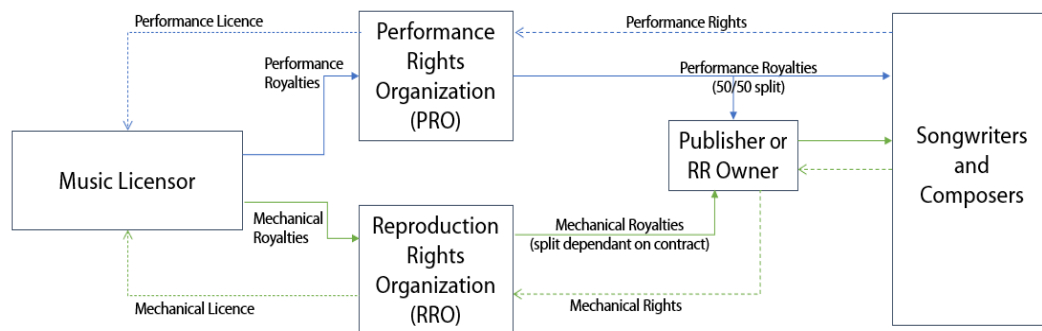 Performance Licence
Performance
Rights
Organization
(PRO)
Performance Rights
Performance
Royalties
Performance Royalties
(50/50 split)
Music Licensor
Publisher or
RR Owner
Songwriters
and
Composers
Mechanical
Royalties
Reproduction
Rights
Organization
(RRO)
Mechanical Royalties
(split dependant on contract)
Mechanical Licence
Mechanical Rights